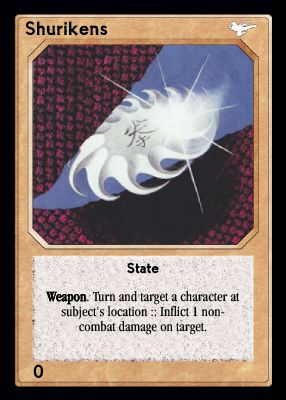 Shurikens
State
Weapon. Turn and target a character at
subject's location :: Inflict 1 non-
combat damage on target.
0